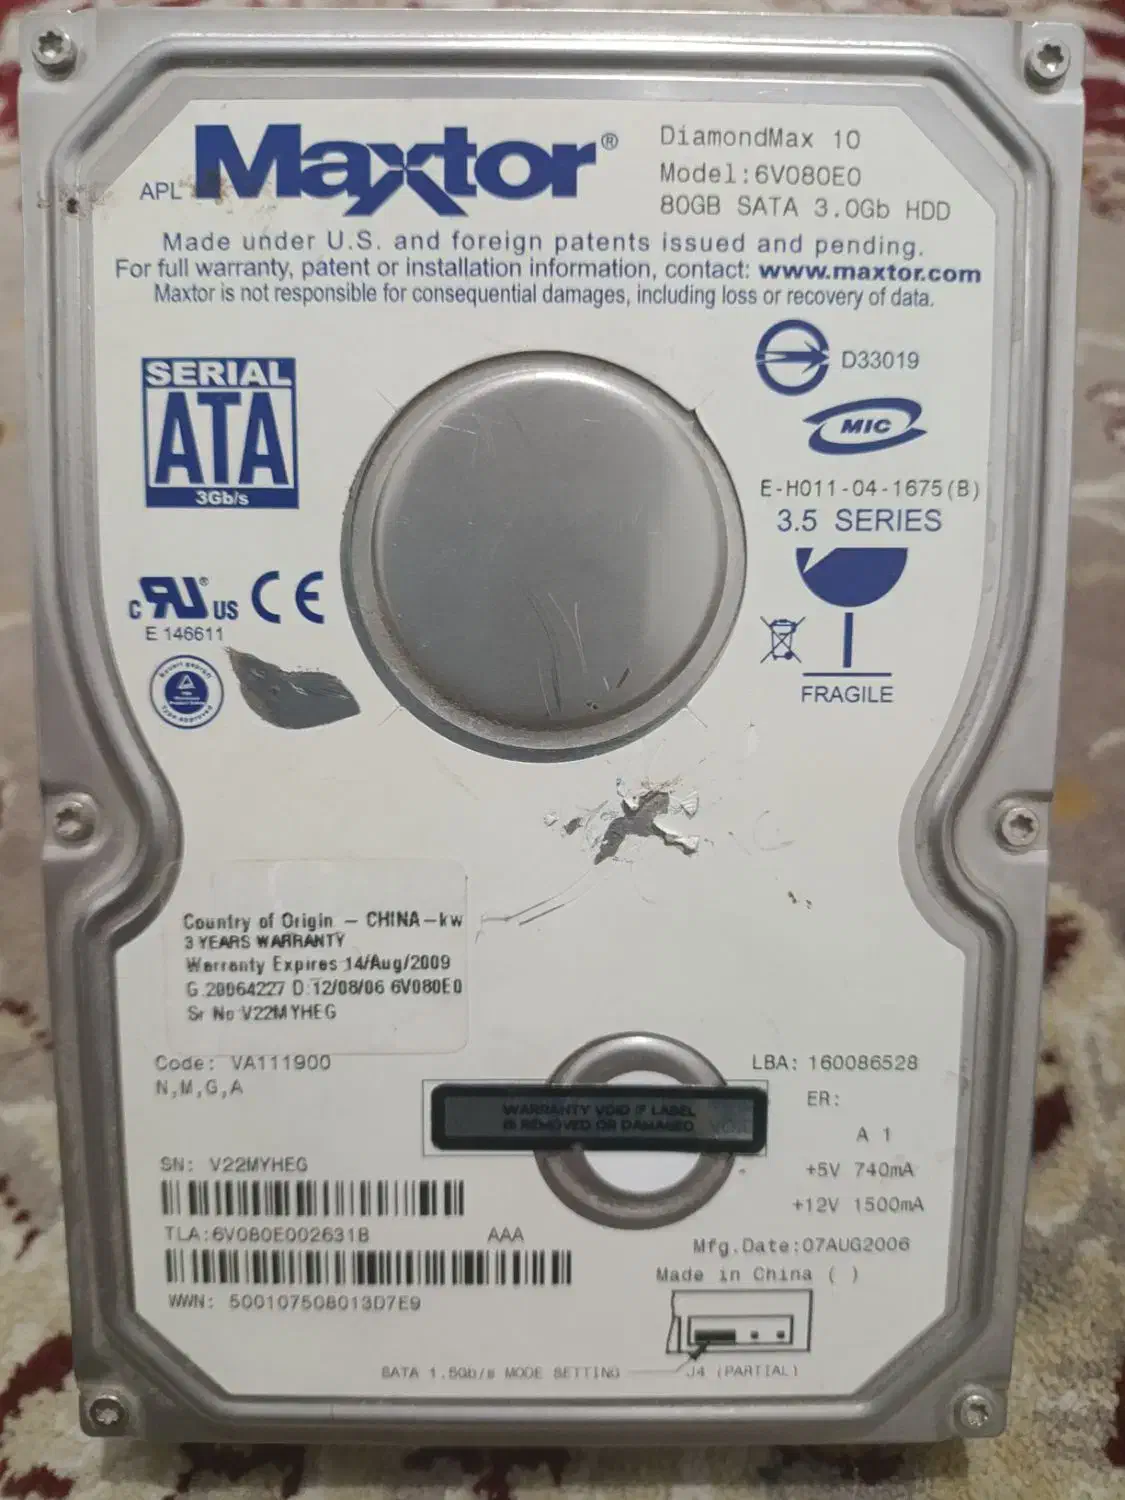 APL Maxtor®
DiamondMax 10
Model:6V080E0
80GB SATA 3.0Gb HDD
Made under U.S. and foreign patents issued and pending.
For full warranty, patent or installation information, contact: www.maxtor.com
Maxtor is not responsible for consequential damages, including loss or recovery of data.
SERIAL
ATA
3Gb/s
D33019
MIC
E-H011-04-1675(B)
3.5 SERIES
FRAGILE
C RU® US CE
E 146611
Country of Origin – CHINA–kw
3 YEARS WARRANTY
Warranty Expires 14/Aug/2009
G.20064227 D:12/08/06 6V080E0
Sr No V22MYHEG
Code: VA111900
N,M,G,A
WARRANTY VOID IF LABEL
IS REMOVED OR DAMAGED
LBA: 160086528
ER:
A 1
+5V 740mA
+12V 1500mA
SN: V22MYHEG
TLA:6V080E002631B AAA
WWN: 500107508013D7E9
Mfg.Date:07AUG2006
Made in China ( )
SATA 1.5Gb/s MODE SETTING
J4 (PARTIAL)